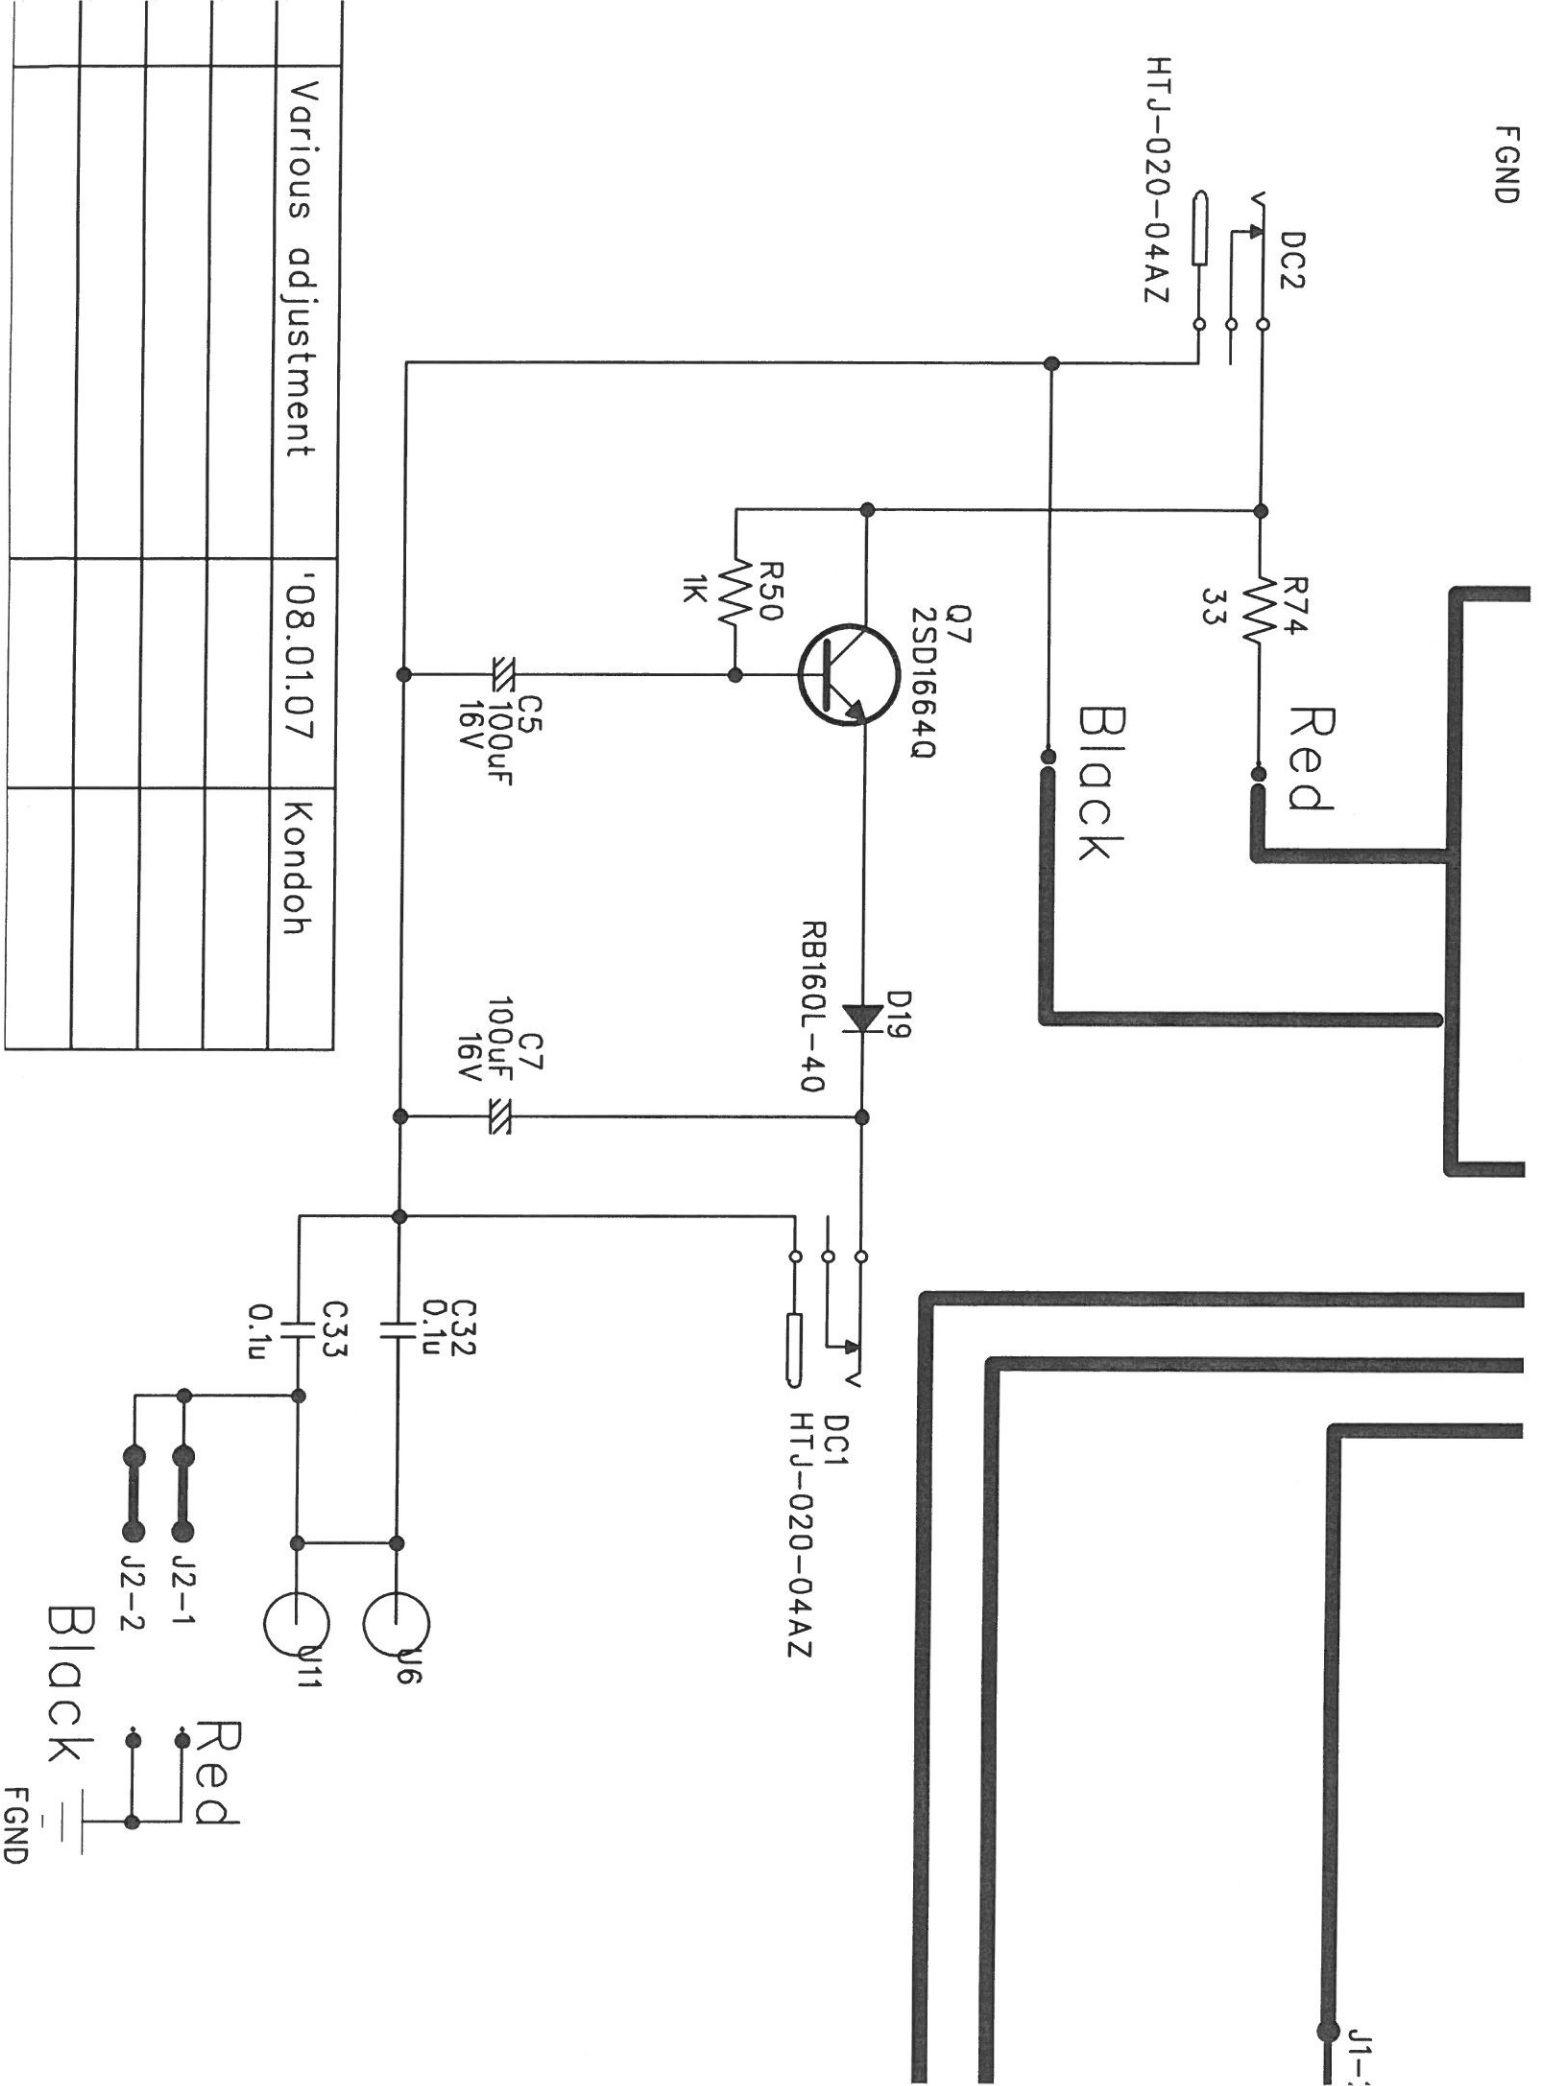 FGND
DC2
HTJ-020-04AZ
R74
33
Red
Black
Q7
2SD1664Q
R50
1K
C5
100uF
16V
D19
RB160L-40
C7
100uF
16V
DC1
HTJ-020-04AZ
C32
0.1u
C33
0.1u
U6
U11
J2-1
J2-2
Red
Black
FGND
Various adjustment '08.01.07 Kondoh